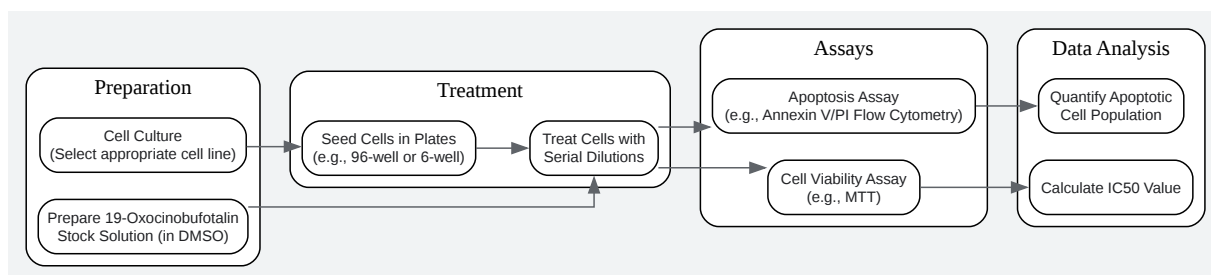 Preparation
Cell Culture
(Select appropriate cell line)
Prepare 19-Oxocinobufotalin
Stock Solution (in DMSO)
Treatment
Seed Cells in Plates
(e.g., 96-well or 6-well)
Treat Cells with
Serial Dilutions
Assays
Apoptosis Assay
(e.g., Annexin V/PI Flow Cytometry)
Cell Viability Assay
(e.g., MTT)
Data Analysis
Quantify Apoptotic
Cell Population
Calculate IC50 Value